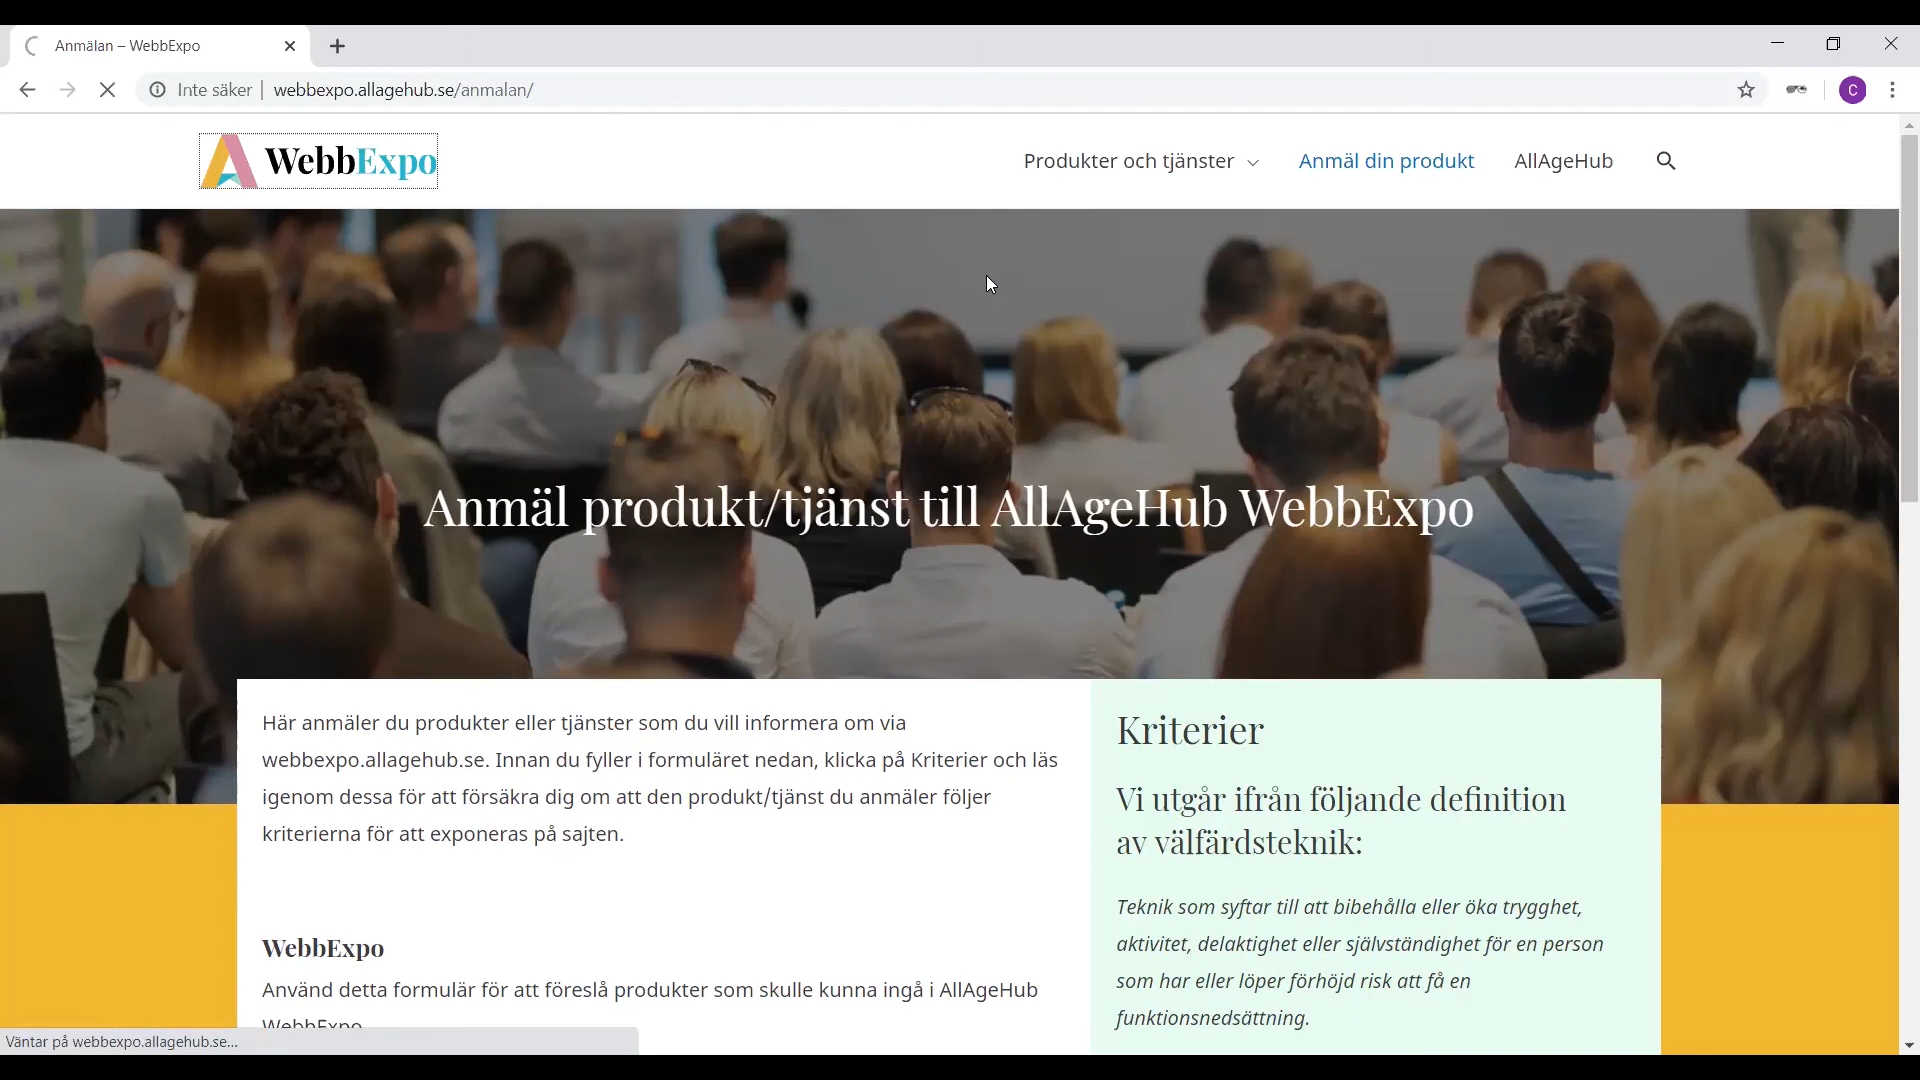 Anmälan – WebbExpo
Inte säker | webbexpo.allagehub.se/anmalan/
C
WebbExpo
Produkter och tjänster
Anmäl din produkt
AllAgeHub
Anmäl produkt/tjänst till AllAgeHub WebbExpo
Här anmäler du produkter eller tjänster som du vill informera om via
webbexpo.allagehub.se. Innan du fyller i formuläret nedan, klicka på Kriterier och läs
igenom dessa för att försäkra dig om att den produkt/tjänst du anmäler följer
kriterierna för att exponeras på sajten.
WebbExpo
Använd detta formulär för att föreslå produkter som skulle kunna ingå i AllAgeHub
WebbExpo
Kriterier
Vi utgår ifrån följande definition
av välfärdsteknik:
Teknik som syftar till att bibehålla eller öka trygghet,
aktivitet, delaktighet eller självständighet för en person
som har eller löper förhöjd risk att få en
funktionsnedsättning.
Väntar på webbexpo.allagehub.se...